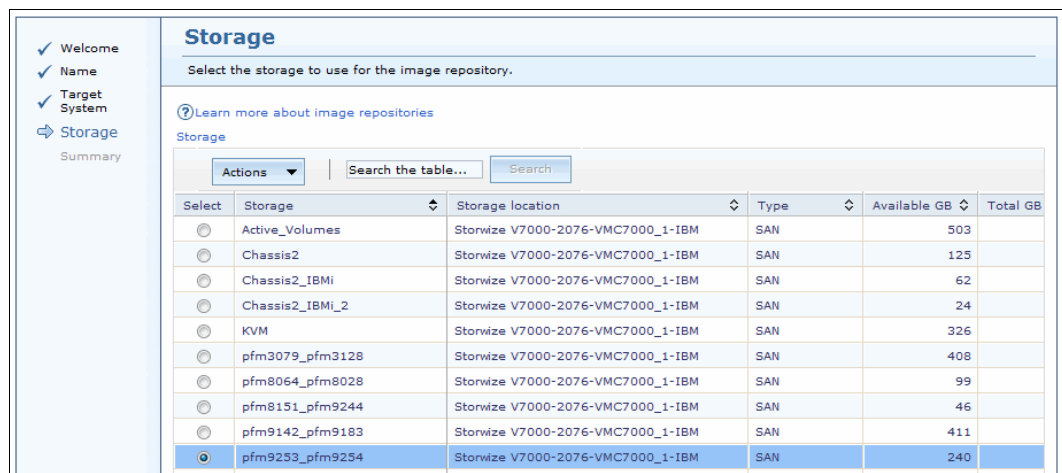 Welcome
Name
Target
System
Storage
Summary
Storage
Select the storage to use for the image repository.
?Learn more about image repositories
Storage
Actions Search the table... Search
Select Storage Storage location Type Available GB Total GB
Active_Volumes Storwize V7000-2076-VMC7000_1-IBM SAN 503
Chassis2 Storwize V7000-2076-VMC7000_1-IBM SAN 125
Chassis2_IBMi Storwize V7000-2076-VMC7000_1-IBM SAN 62
Chassis2_IBMi_2 Storwize V7000-2076-VMC7000_1-IBM SAN 24
KVM Storwize V7000-2076-VMC7000_1-IBM SAN 326
pfm3079_pfm3128 Storwize V7000-2076-VMC7000_1-IBM SAN 408
pfm8064_pfm8028 Storwize V7000-2076-VMC7000_1-IBM SAN 99
pfm8151_pfm9244 Storwize V7000-2076-VMC7000_1-IBM SAN 46
pfm9142_pfm9183 Storwize V7000-2076-VMC7000_1-IBM SAN 411
pfm9253_pfm9254 Storwize V7000-2076-VMC7000_1-IBM SAN 240